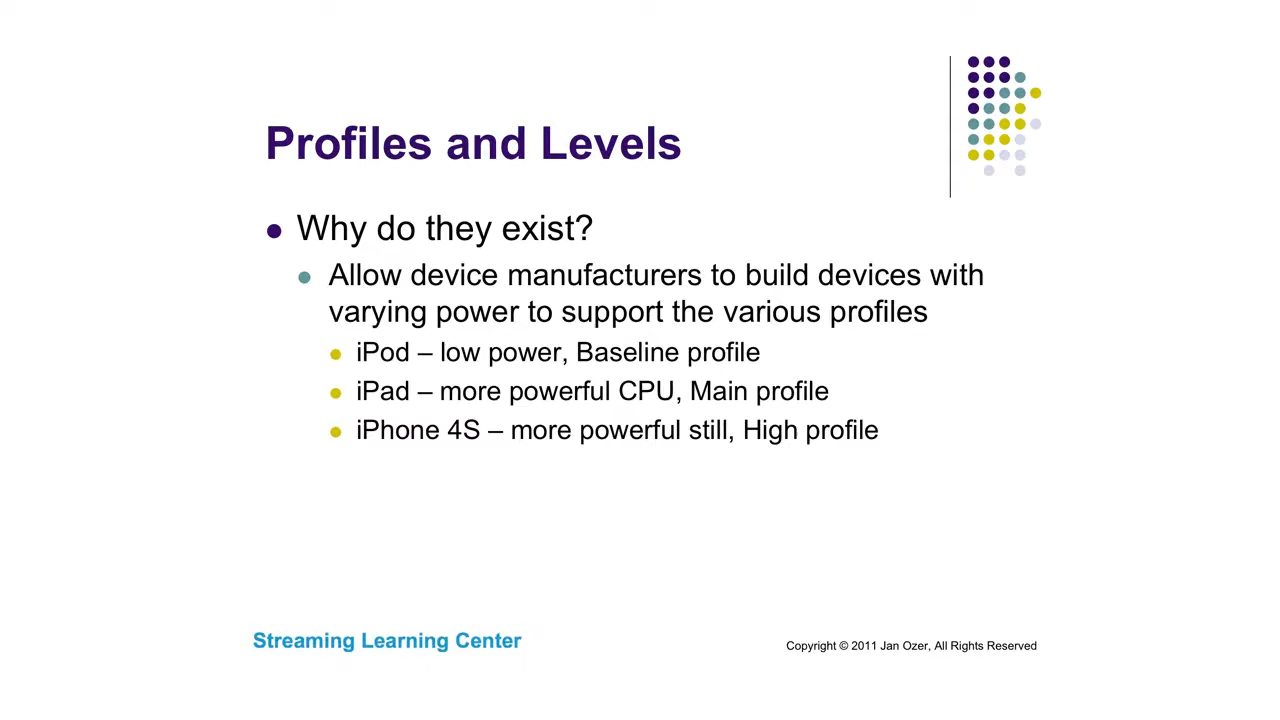 Profiles and Levels
Why do they exist?
Allow device manufacturers to build devices with
varying power to support the various profiles
iPod – low power, Baseline profile
iPad – more powerful CPU, Main profile
iPhone 4S – more powerful still, High profile
Streaming Learning Center
Copyright © 2011 Jan Ozer, All Rights Reserved